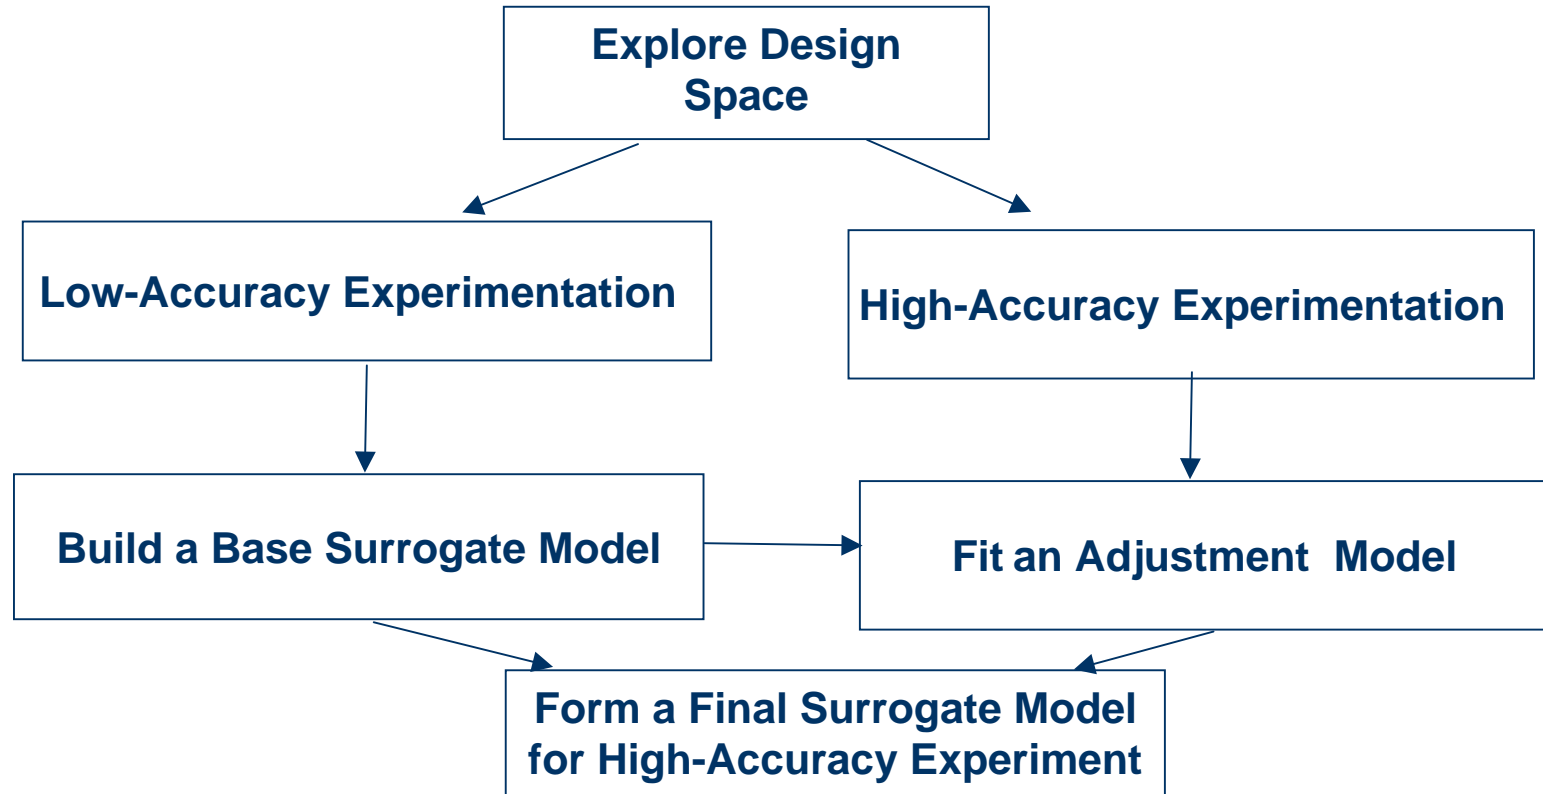 Explore Design
Space
Low-Accuracy Experimentation
High-Accuracy Experimentation
Build a Base Surrogate Model
Fit an Adjustment  Model
Form a Final Surrogate Model
for High-Accuracy Experiment